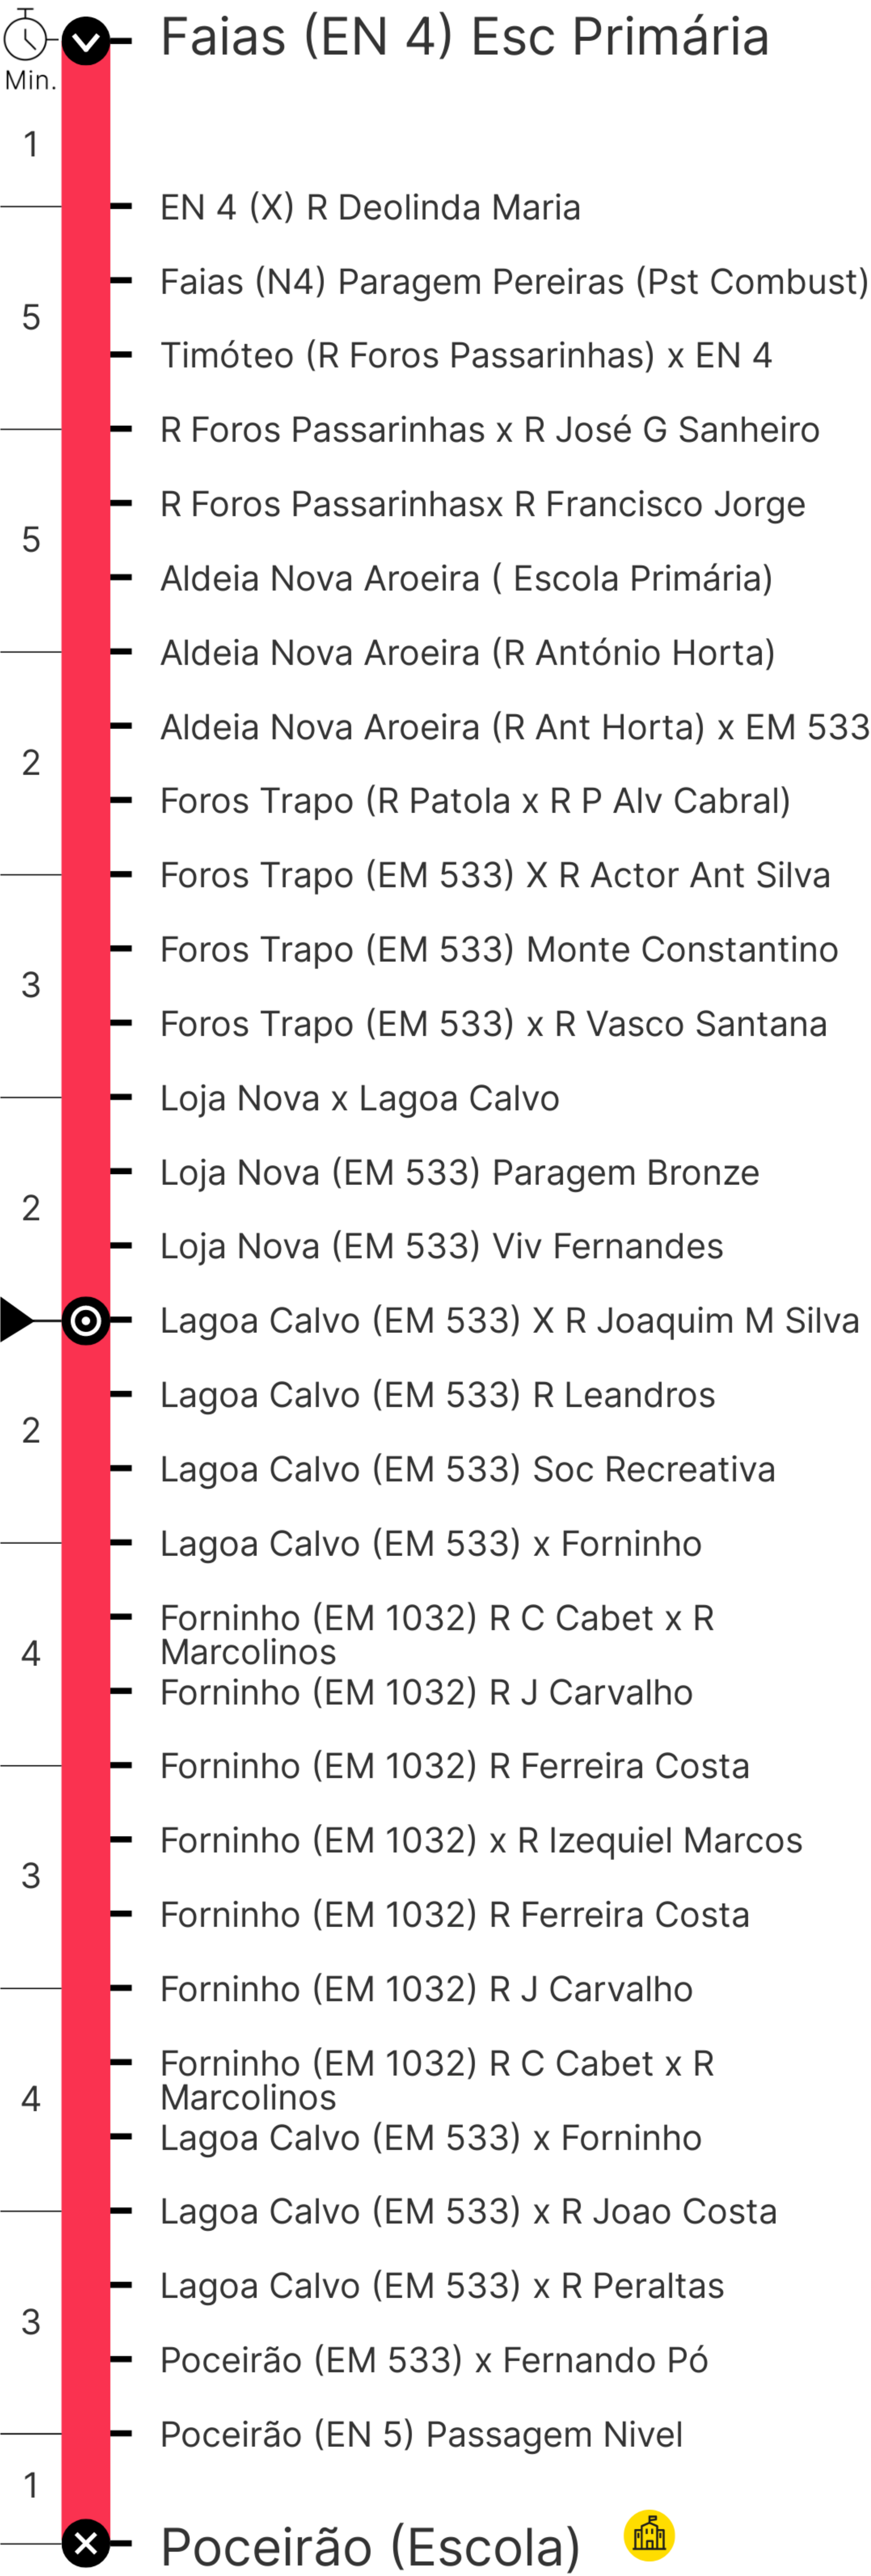 Faias (EN 4) Esc Primária
Min.
1
EN 4 (X) R Deolinda Maria
Faias (N4) Paragem Pereiras (Pst Combust)
5
Timóteo (R Foros Passarinhas) x EN 4
R Foros Passarinhas x R José G Sanheiro
R Foros Passarinhasx R Francisco Jorge
5
Aldeia Nova Aroeira ( Escola Primária)
Aldeia Nova Aroeira (R António Horta)
Aldeia Nova Aroeira (R Ant Horta) x EM 533
2
Foros Trapo (R Patola x R P Alv Cabral)
Foros Trapo (EM 533) X R Actor Ant Silva
Foros Trapo (EM 533) Monte Constantino
3
Foros Trapo (EM 533) x R Vasco Santana
Loja Nova x Lagoa Calvo
Loja Nova (EM 533) Paragem Bronze
2
Loja Nova (EM 533) Viv Fernandes
Lagoa Calvo (EM 533) X R Joaquim M Silva
Lagoa Calvo (EM 533) R Leandros
2
Lagoa Calvo (EM 533) Soc Recreativa
Lagoa Calvo (EM 533) x Forninho
Forninho (EM 1032) R C Cabet x R
Marcolinos
4
Forninho (EM 1032) R J Carvalho
Forninho (EM 1032) R Ferreira Costa
Forninho (EM 1032) x R Izequiel Marcos
3
Forninho (EM 1032) R Ferreira Costa
Forninho (EM 1032) R J Carvalho
Forninho (EM 1032) R C Cabet x R
Marcolinos
4
Lagoa Calvo (EM 533) x Forninho
Lagoa Calvo (EM 533) x R Joao Costa
Lagoa Calvo (EM 533) x R Peraltas
3
Poceirão (EM 533) x Fernando Pó
Poceirão (EN 5) Passagem Nivel
1
Poceirão (Escola)